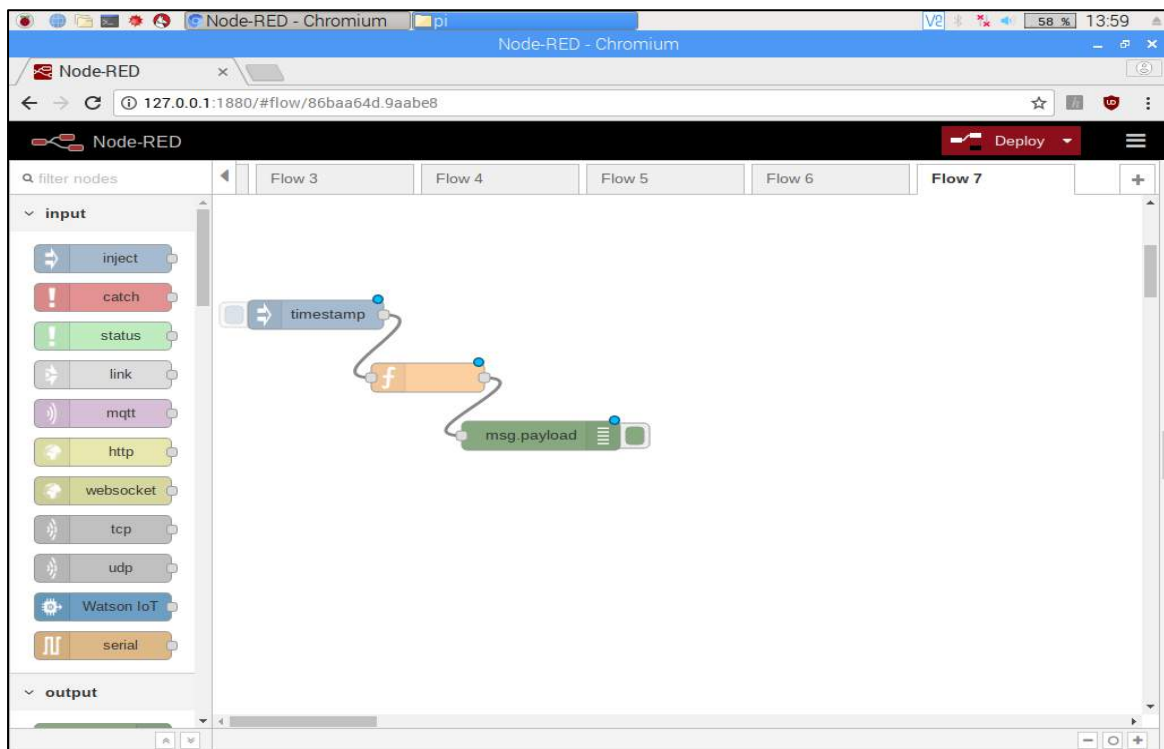 Node-RED - Chromium
pi
58 %
13:59
Node-RED - Chromium
Node-RED
127.0.0.1:1880/#flow/86baa64d.9aabe8
Node-RED
Deploy
filter nodes
Flow 3
Flow 4
Flow 5
Flow 6
Flow 7
input
inject
catch
status
link
mqtt
http
websocket
tcp
udp
Watson IoT
serial
output
timestamp
f
msg.payload